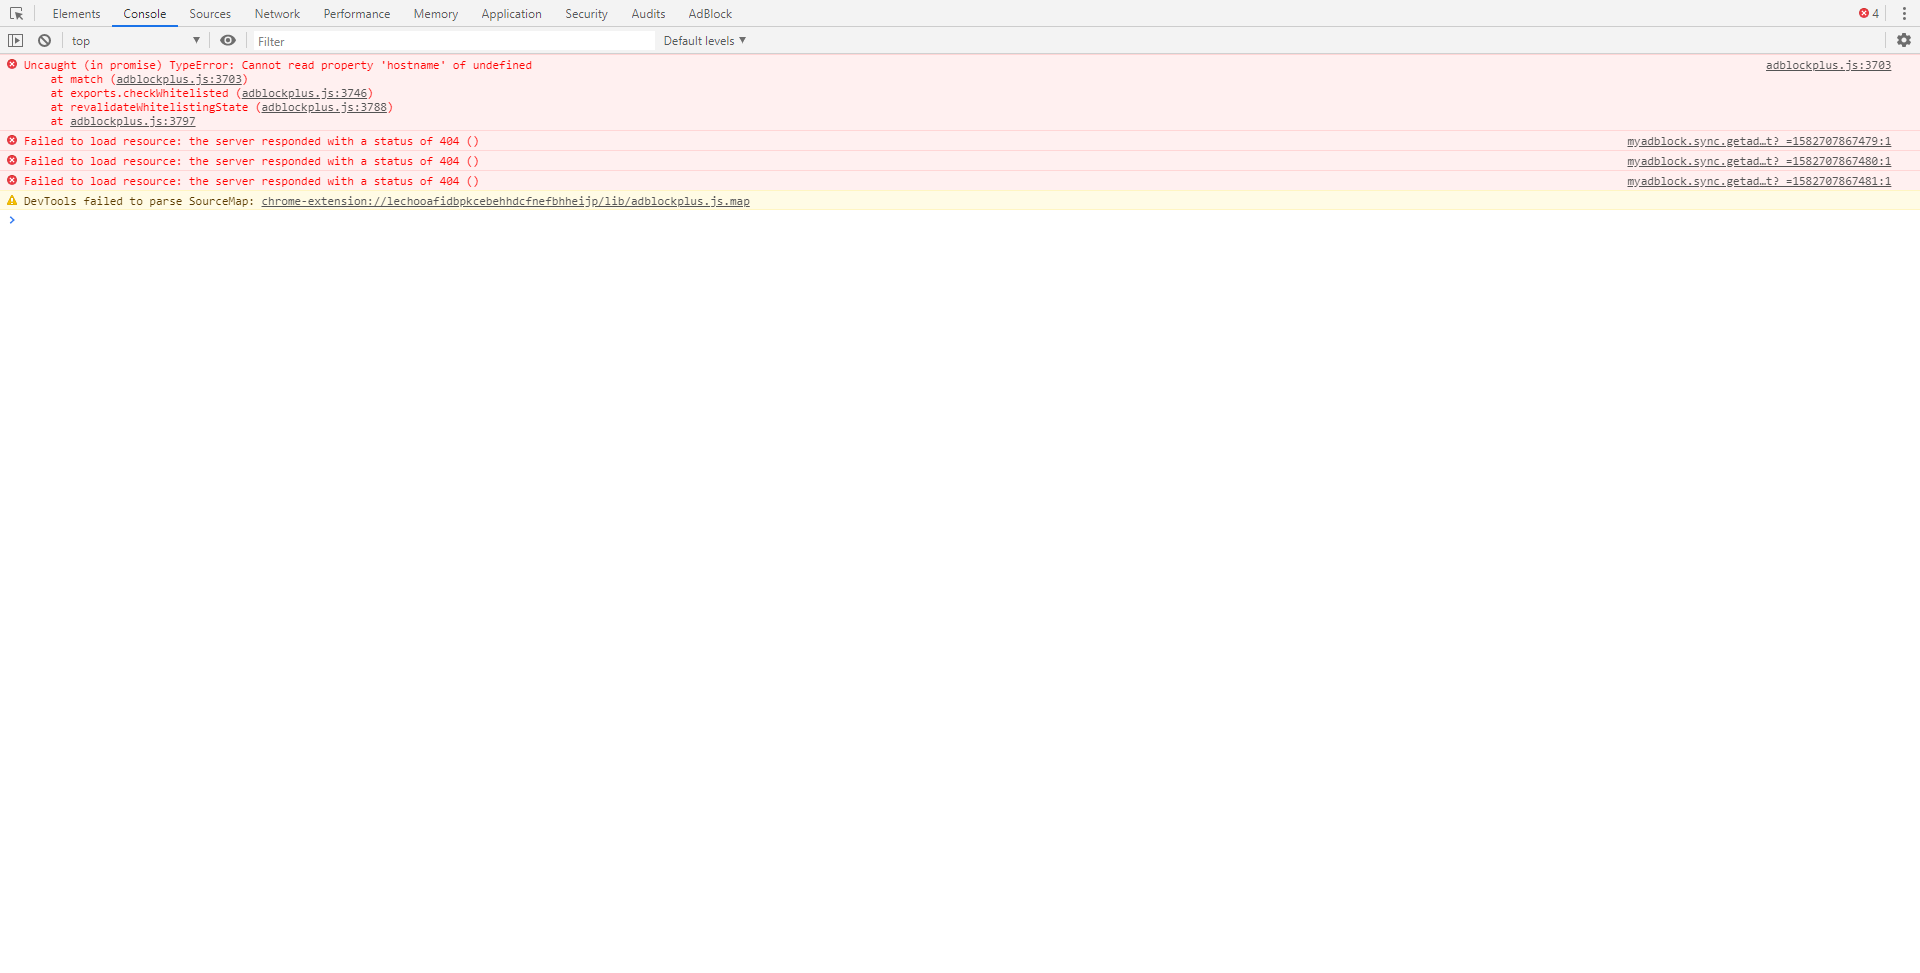 Elements Console Sources Network Performance Memory Application Security Audits AdBlock 4
top Filter Default levels
Uncaught (in promise) TypeError: Cannot read property 'hostname' of undefined adblockplus.js:3703
at match (adblockplus.js:3703)
at exports.checkWhitelisted (adblockplus.js:3746)
at revalidateWhitelistingState (adblockplus.js:3788)
at adblockplus.js:3797
Failed to load resource: the server responded with a status of 404 () myadblock.sync.getad…t?_=1582707867479:1
Failed to load resource: the server responded with a status of 404 () myadblock.sync.getad…t?_=1582707867480:1
Failed to load resource: the server responded with a status of 404 () myadblock.sync.getad…t?_=1582707867481:1
DevTools failed to parse SourceMap: chrome-extension://lechooafidbpkcebehhdcfnefbhheijp/lib/adblockplus.js.map